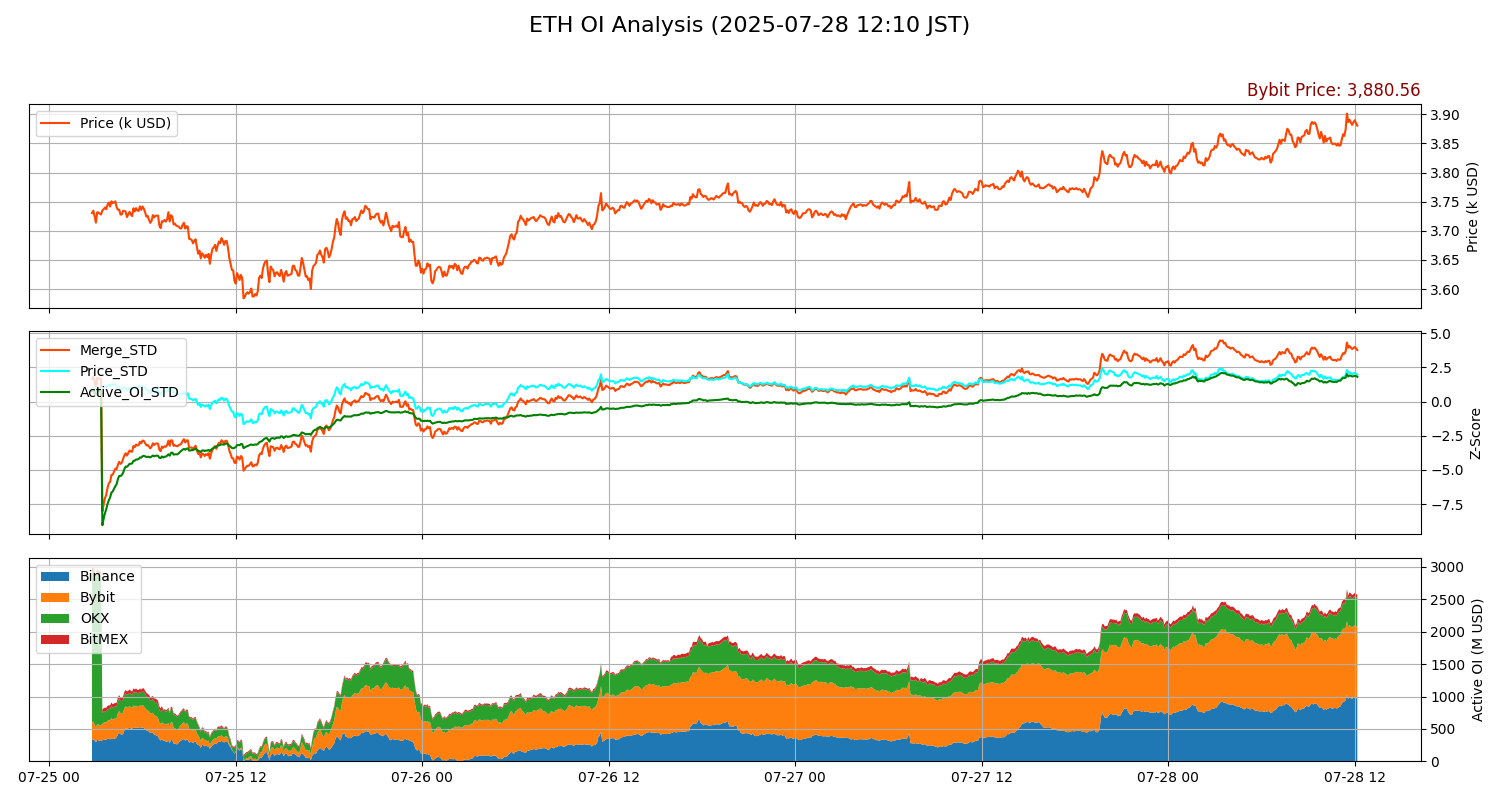 ETH OI Analysis (2025-07-28 12:10 JST)
Bybit Price: 3,880.56
Price (k USD)
3.90
3.85
3.80
3.75
3.70
3.65
3.60
Price (k USD)
Merge_STD
Price_STD
Active_OI_STD
5.0
2.5
0.0
−2.5
−5.0
−7.5
Z-Score
Binance
Bybit
OKX
BitMEX
3000
2500
2000
1500
1000
500
0
Active OI (M USD)
07-25 00
07-25 12
07-26 00
07-26 12
07-27 00
07-27 12
07-28 00
07-28 12